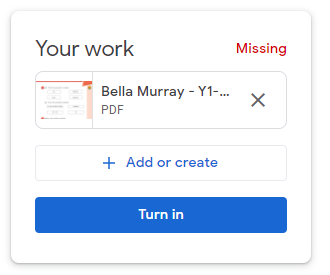 Your work
Missing
Bella Murray - Y1-...
PDF
+ Add or create
Turn in